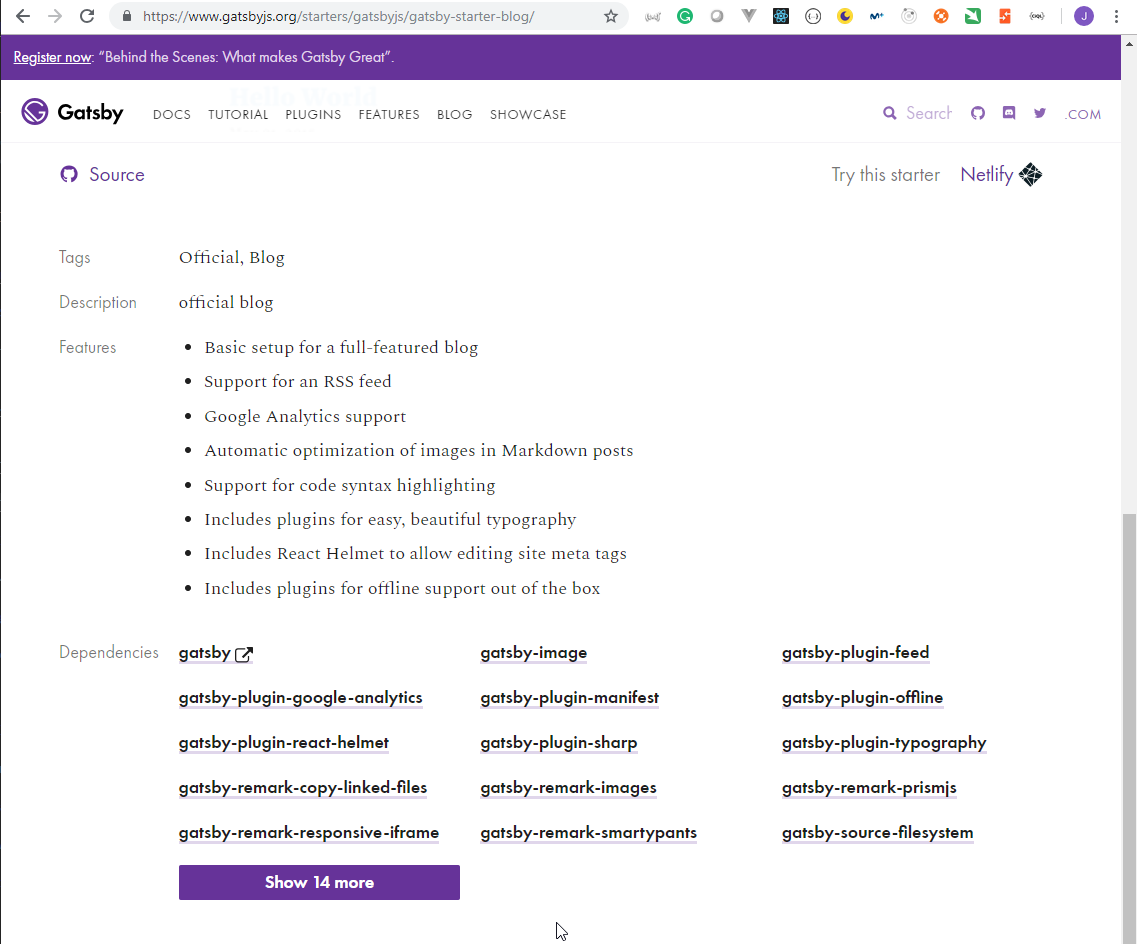 https://www.gatsbyjs.org/starters/gatsbyjs/gatsby-starter-blog/
J
Register now: “Behind the Scenes: What makes Gatsby Great”.
Hello World
Gatsby DOCS TUTORIAL PLUGINS FEATURES BLOG SHOWCASE Search .COM
Source Try this starter Netlify
Tags Official, Blog
Description official blog
Features • Basic setup for a full-featured blog
• Support for an RSS feed
• Google Analytics support
• Automatic optimization of images in Markdown posts
• Support for code syntax highlighting
• Includes plugins for easy, beautiful typography
• Includes React Helmet to allow editing site meta tags
• Includes plugins for offline support out of the box
Dependencies gatsby gatsby-image gatsby-plugin-feed
gatsby-plugin-google-analytics gatsby-plugin-manifest gatsby-plugin-offline
gatsby-plugin-react-helmet gatsby-plugin-sharp gatsby-plugin-typography
gatsby-remark-copy-linked-files gatsby-remark-images gatsby-remark-prismjs
gatsby-remark-responsive-iframe gatsby-remark-smartypants gatsby-source-filesystem
Show 14 more